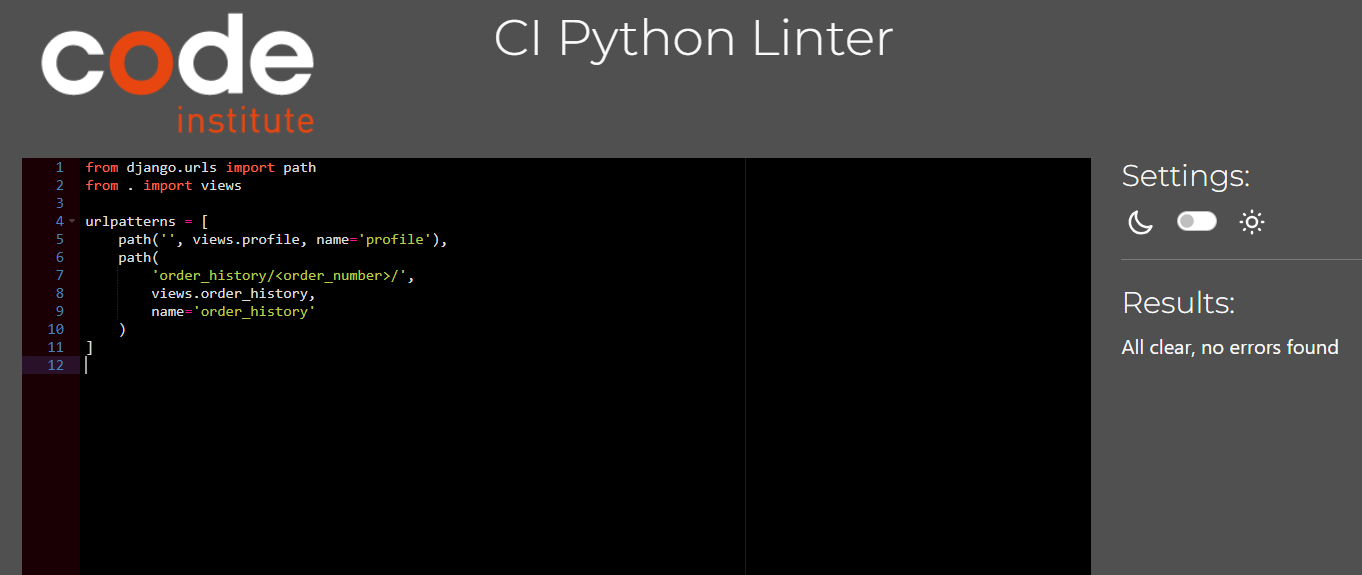 code
institute
CI Python Linter
1 from django.urls import path
2 from . import views
3
4 urlpatterns = [
5     path('', views.profile, name='profile'),
6     path(
7         'order_history/<order_number>/',
8         views.order_history,
9         name='order_history'
10     )
11 ]
12
Settings:
Results:
All clear, no errors found